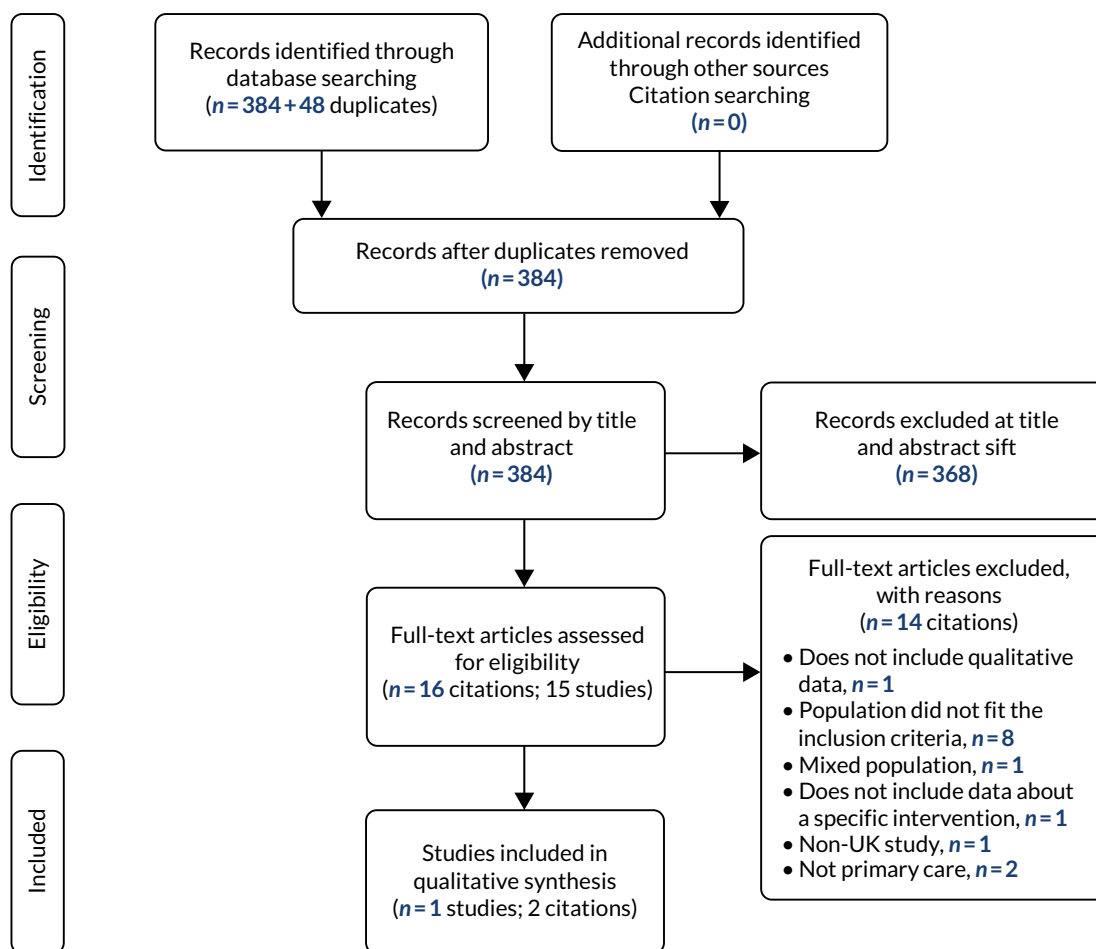 Identification
Records identified through
database searching
(n=384+48 duplicates)
Additional records identified
through other sources
Citation searching
(n=0)
Records after duplicates removed
(n=384)
Screening
Records screened by title
and abstract
(n=384)
Records excluded at title
and abstract sift
(n=368)
Eligibility
Full-text articles assessed
for eligibility
(n=16 citations; 15 studies)
Full-text articles excluded,
with reasons
(n=14 citations)
• Does not include qualitative
data, n=1
• Population did not fit the
inclusion criteria, n=8
• Mixed population, n=1
• Does not include data about
a specific intervention, n=1
• Non-UK study, n=1
• Not primary care, n=2
Included
Studies included in
qualitative synthesis
(n=1 studies; 2 citations)